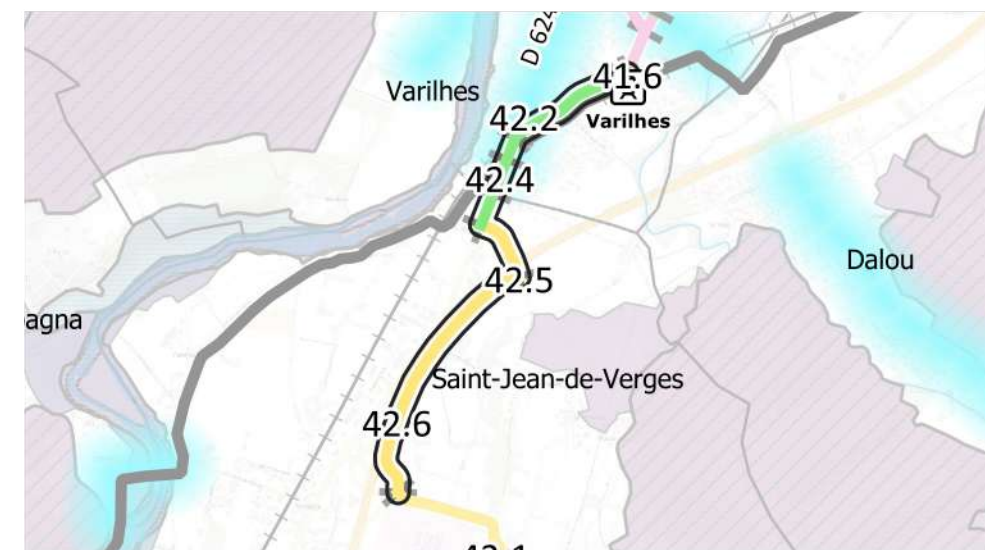 D 624
41.6
Varilhes
42.2
Varilhes
42.4
Dalou
42.5
agna
Saint-Jean-de-Verges
42.6